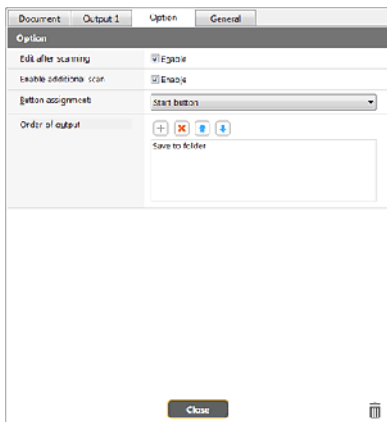 Document Output 1 Option General
Option
Edit after scanning Enable
Enable additional scan Enable
Button assignment: Start button
Order of output
Save to folder
Close